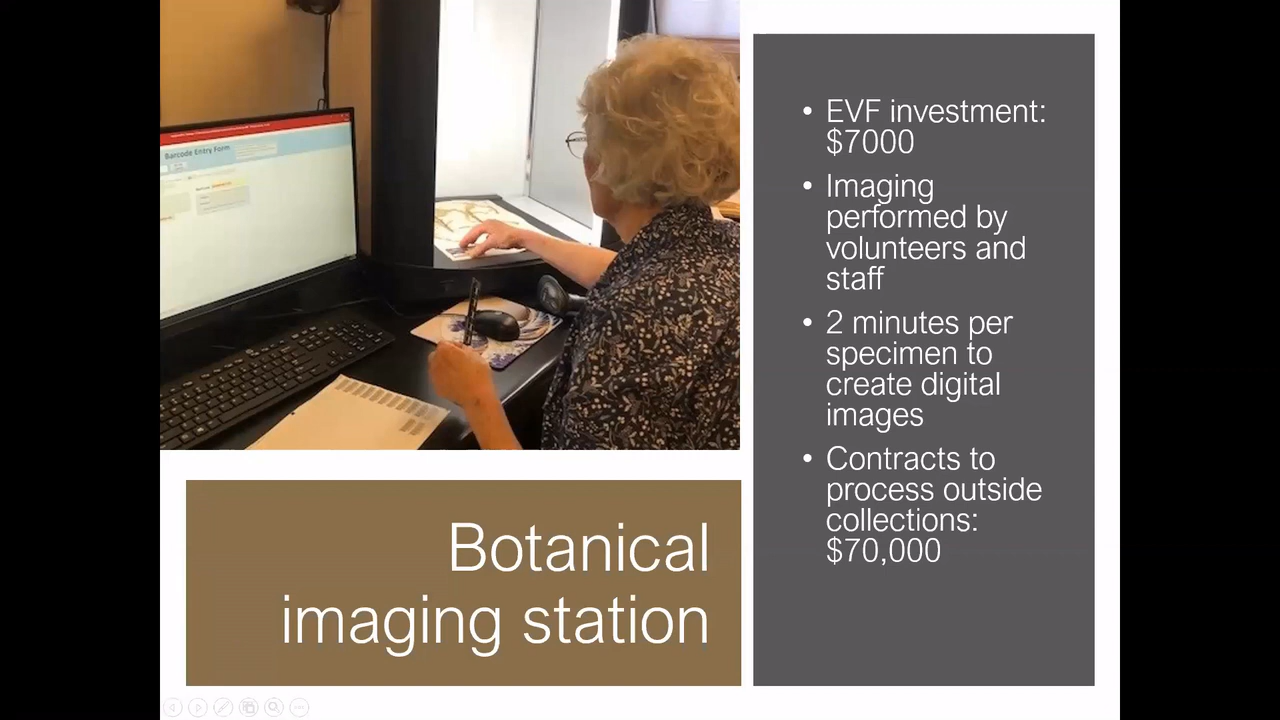 Barcode Entry Form
Botanical
imaging station
• EVF investment:
$7000
• Imaging
performed by
volunteers and
staff
• 2 minutes per
specimen to
create digital
images
• Contracts to
process outside
collections:
$70,000